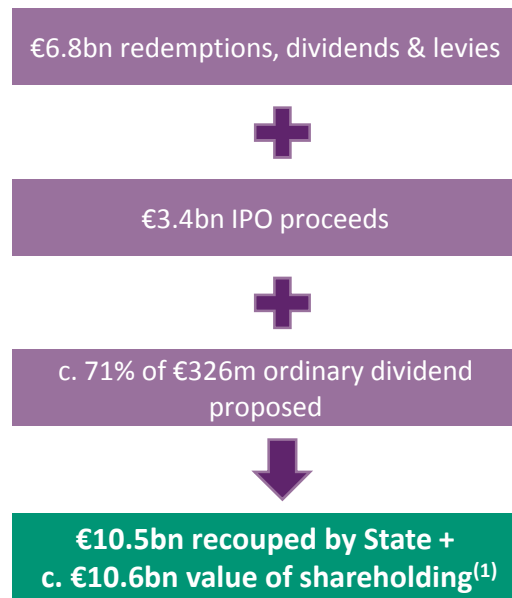 €6.8bn redemptions, dividends & levies
€3.4bn IPO proceeds
c. 71% of €326m ordinary dividend
proposed
€10.5bn recouped by State +
c. €10.6bn value of shareholding(1)